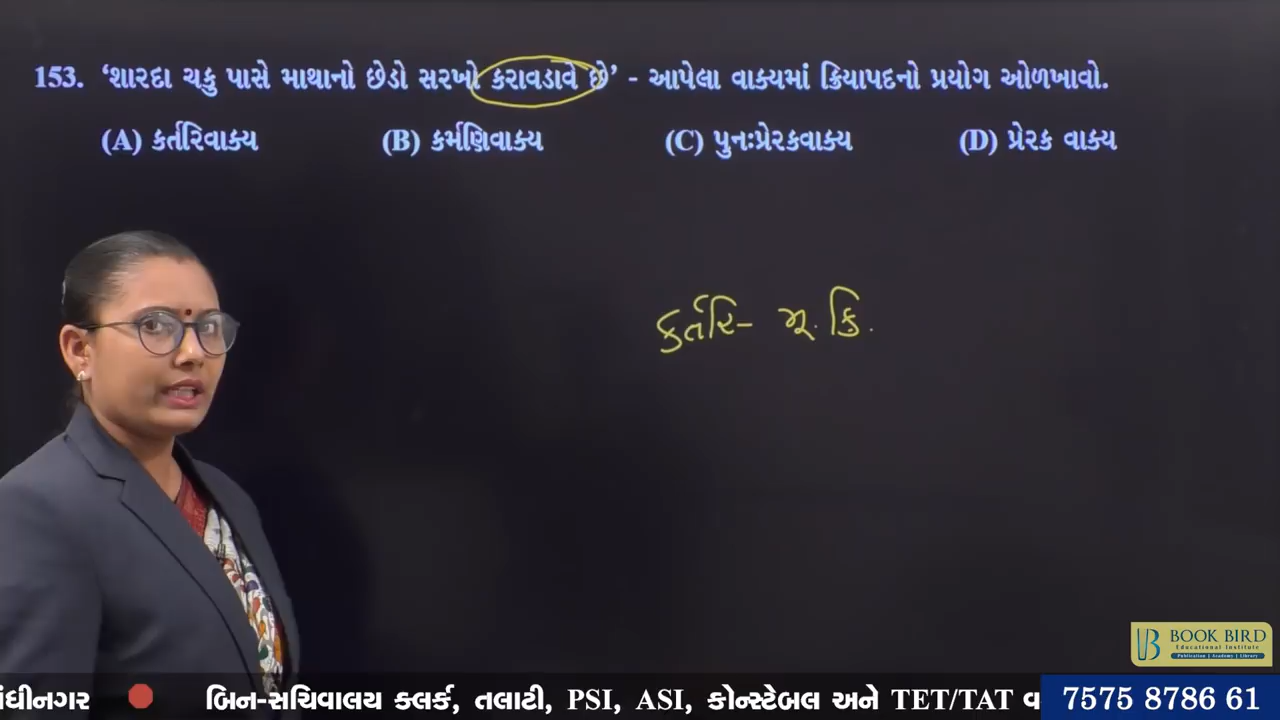 153. ‘શારદા ચકુ પાસે માથાનો છેડો સરખો કરાવડાવે છે’ - આપેલા વાક્યમાં ક્રિયાપદનો પ્રયોગ ઓળખાવો.
(A) કર્તરિવાક્ય (B) કર્મણિવાક્ય (C) પુનઃપ્રેરકવાક્ય (D) પ્રેરક વાક્ય
કર્તરિ- મૂ. ક્રિ.
BOOK BIRD
Educational Institute
Publication | Academy | Library
ાંધીનગર બિન-સચિવાલય ક્લર્ક, તલાટી, PSI, ASI, કોન્સ્ટેબલ અને TET/TAT વ 7575 8786 61